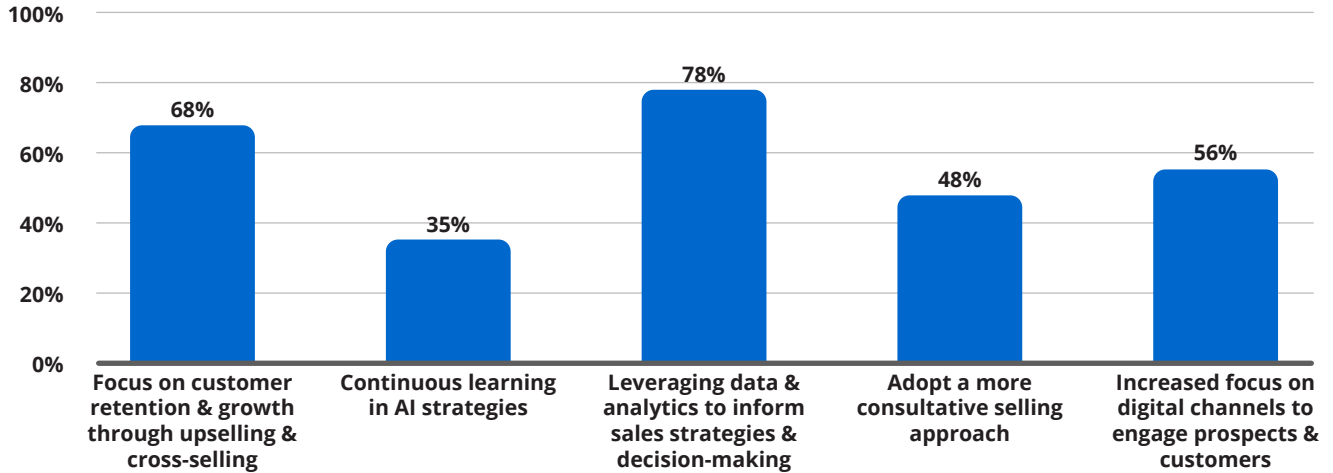 100%
80%
60%
40%
20%
0%
68%
35%
78%
48%
56%
Focus on customer
retention & growth
through upselling &
cross-selling
Continuous learning
in AI strategies
Leveraging data &
analytics to inform
sales strategies &
decision-making
Adopt a more
consultative selling
approach
Increased focus on
digital channels to
engage prospects &
customers